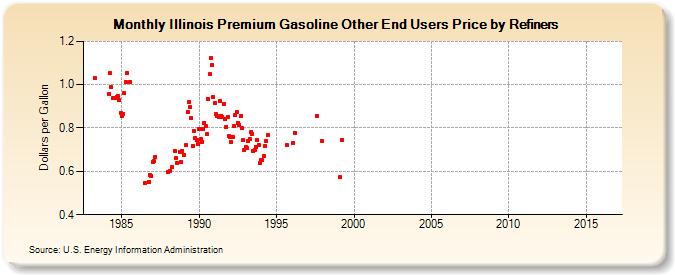 Monthly Illinois Premium Gasoline Other End Users Price by Refiners
Dollars per Gallon
1.2
1.0
0.8
0.6
0.4
1985 1990 1995 2000 2005 2010 2015
Source: U.S. Energy Information Administration